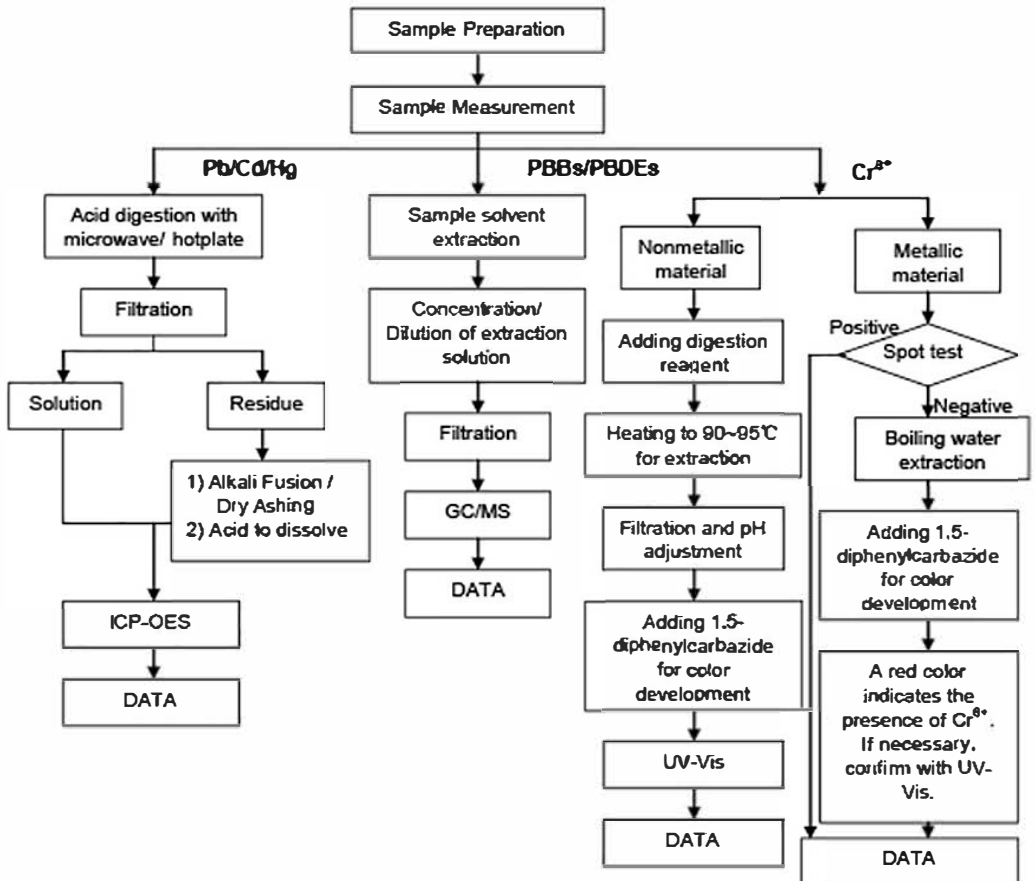 Sample Preparation
Sample Measurement
Pb/Cd/Hg
PBBs/PBDEs
Cr⁶⁺
Acid digestion with
microwave/ hotplate
Filtration
Solution
Residue
1) Alkali Fusion /
Dry Ashing
2) Acid to dissolve
ICP-OES
DATA
Sample solvent
extraction
Concentration/
Dilution of extraction
solution
Filtration
GC/MS
DATA
Nonmetallic
material
Adding digestion
reagent
Heating to 90~95℃
for extraction
Filtration and pH
adjustment
Adding 1,5-
diphenylcarbazide
for color
development
UV-Vis
DATA
Metallic
material
Positive
Spot test
Negative
Boiling water
extraction
Adding 1,5-
diphenylcarbazide
for color
development
A red color
indicates the
presence of Cr⁶⁺.
If necessary,
confirm with UV-
Vis.
DATA